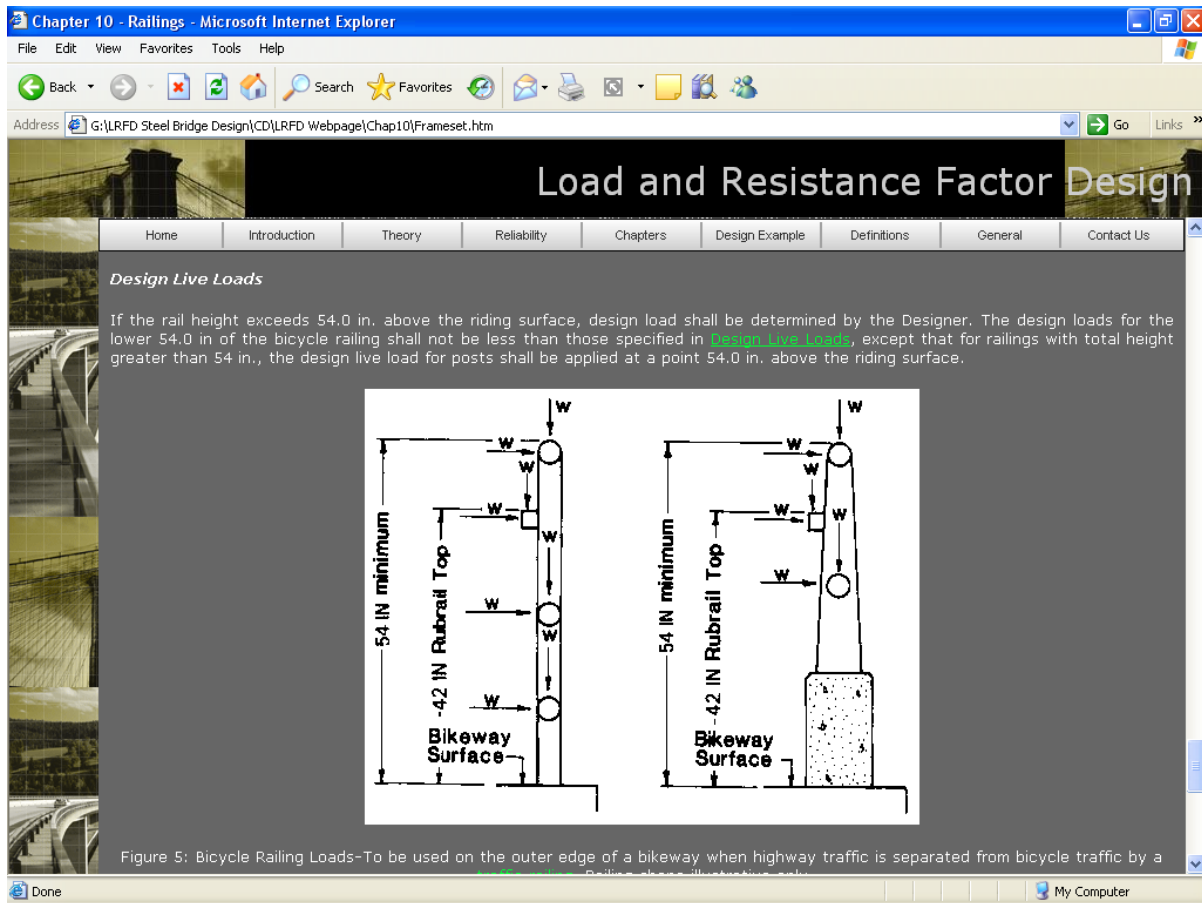 Chapter 10 - Railings - Microsoft Internet Explorer
File Edit View Favorites Tools Help
Back Search Favorites
Address G:\LRFD Steel Bridge Design\CD\LRFD Webpage\Chap10\Frameset.htm Go Links »
Load and Resistance Factor Design
Home Introduction Theory Reliability Chapters Design Example Definitions General Contact Us
Design Live Loads
If the rail height exceeds 54.0 in. above the riding surface, design load shall be determined by the Designer. The design loads for the
lower 54.0 in of the bicycle railing shall not be less than those specified in Design Live Loads, except that for railings with total height
greater than 54 in., the design live load for posts shall be applied at a point 54.0 in. above the riding surface.
W
W
W
W
W
W
W
W
54 IN minimum
-42 IN Rubrail Top
Bikeway
Surface
W
W
W
W
W
W
54 IN minimum
-42 IN Rubrail Top
Bikeway
Surface
Figure 5: Bicycle Railing Loads-To be used on the outer edge of a bikeway when highway traffic is separated from bicycle traffic by a
traffic railing. Railing shape illustrative only.
Done My Computer